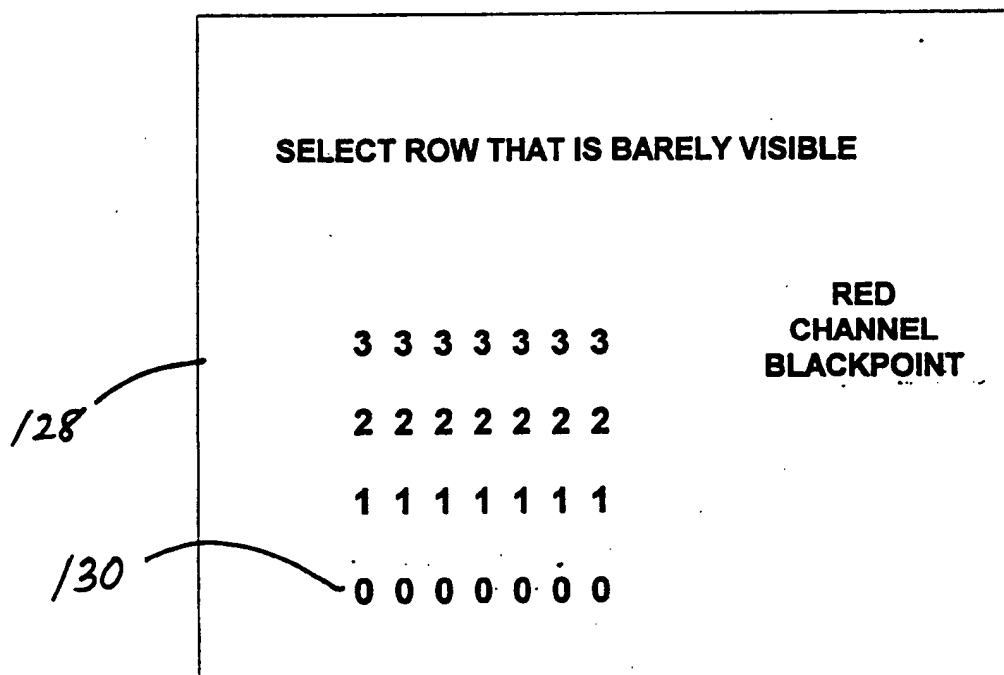 SELECT ROW THAT IS BARELY VISIBLE
RED
CHANNEL
BLACKPOINT
3 3 3 3 3 3 3
2 2 2 2 2 2 2
1 1 1 1 1 1 1
0 0 0 0 0 0 0
128
130